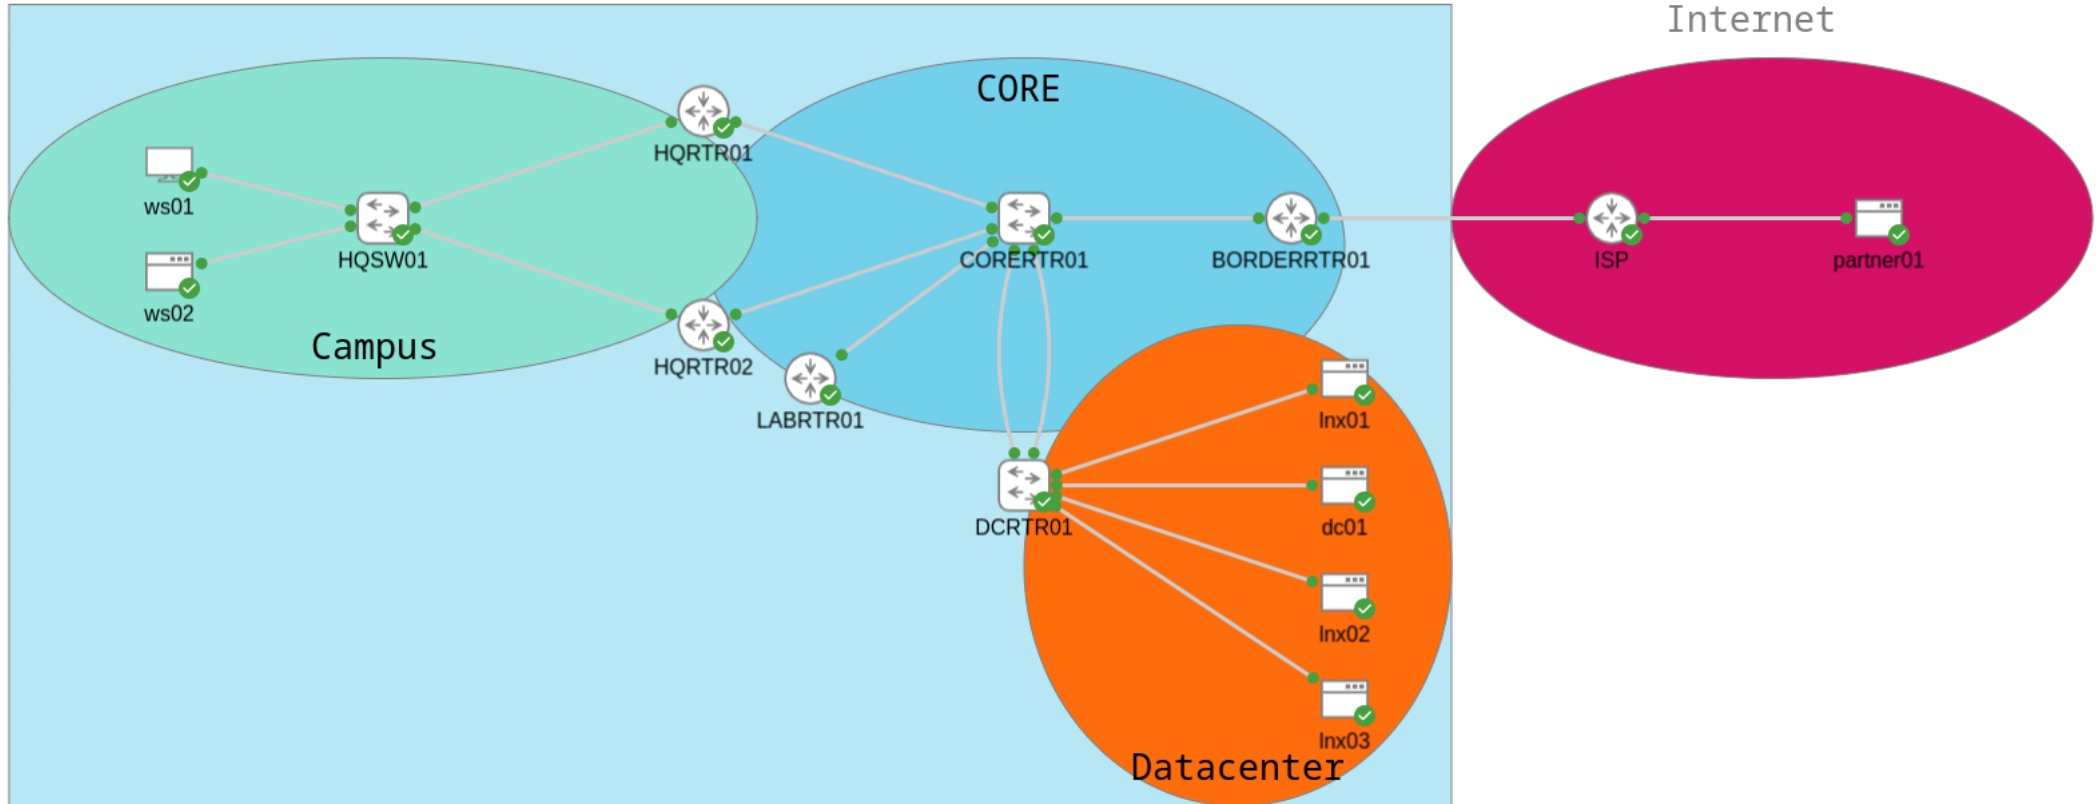 Internet
CORE
HQRTR01
ws01
HQSW01
CORERTR01
BORDERRTR01
ISP
partner01
ws02
Campus
HQRTR02
LABRTR01
lnx01
DCRTR01
dc01
lnx02
lnx03
Datacenter